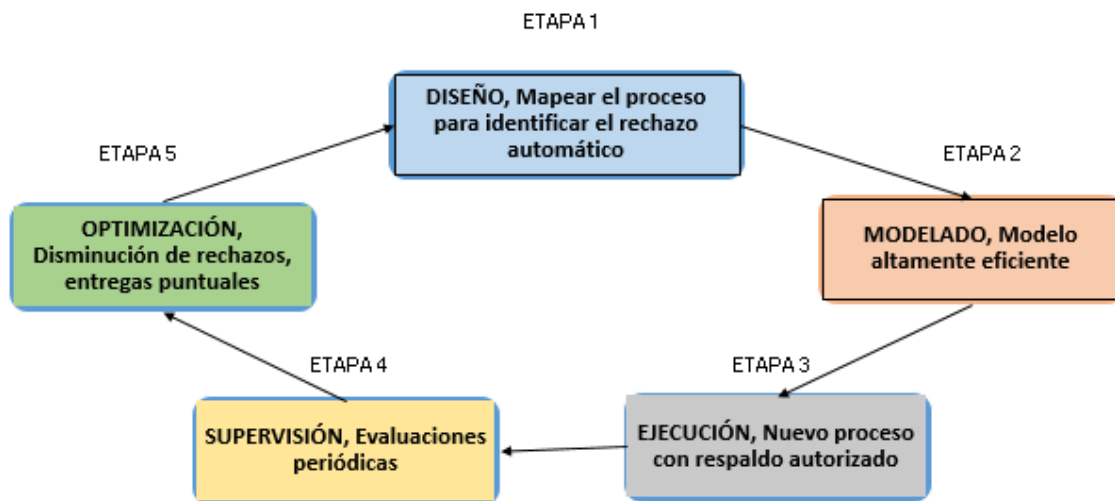 ETAPA 1
DISEÑO, Mapear el proceso
para identificar el rechazo
automático
ETAPA 5
ETAPA 2
OPTIMIZACIÓN,
Disminución de rechazos,
entregas puntuales
MODELADO, Modelo
altamente eficiente
ETAPA 4
ETAPA 3
SUPERVISIÓN, Evaluaciones
periódicas
EJECUCIÓN, Nuevo proceso
con respaldo autorizado